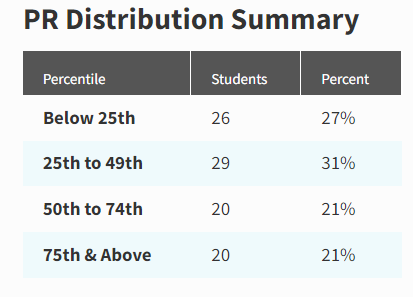 PR Distribution Summary
Percentile Students Percent
Below 25th 26 27%
25th to 49th 29 31%
50th to 74th 20 21%
75th & Above 20 21%